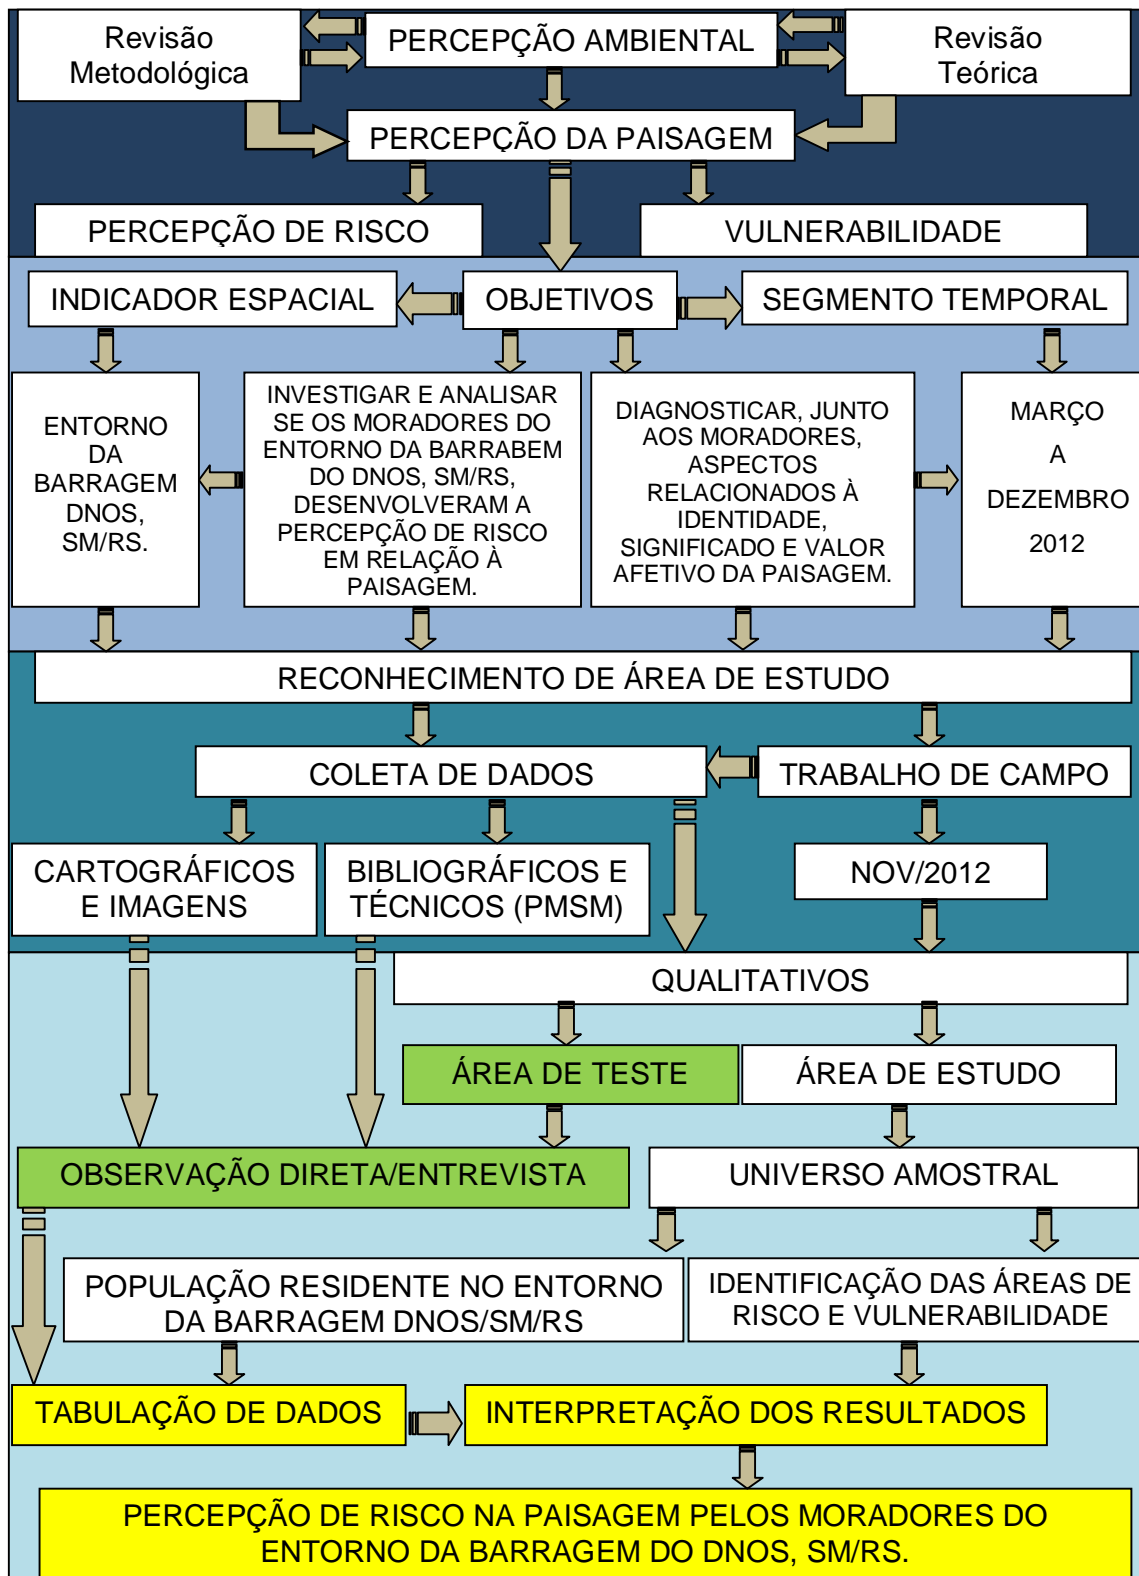 Revisão
Metodológica
PERCEPÇÃO AMBIENTAL
Revisão
Teórica
PERCEPÇÃO DA PAISAGEM
PERCEPÇÃO DE RISCO
VULNERABILIDADE
INDICADOR ESPACIAL
OBJETIVOS
SEGMENTO TEMPORAL
ENTORNO
DA
BARRAGEM
DNOS,
SM/RS.
INVESTIGAR E ANALISAR
SE OS MORADORES DO
ENTORNO DA BARRABEM
DO DNOS, SM/RS,
DESENVOLVERAM A
PERCEPÇÃO DE RISCO
EM RELAÇÃO À
PAISAGEM.
DIAGNOSTICAR, JUNTO
AOS MORADORES,
ASPECTOS
RELACIONADOS À
IDENTIDADE,
SIGNIFICADO E VALOR
AFETIVO DA PAISAGEM.
MARÇO
A
DEZEMBRO
2012
RECONHECIMENTO DE ÁREA DE ESTUDO
COLETA DE DADOS
TRABALHO DE CAMPO
CARTOGRÁFICOS
E IMAGENS
BIBLIOGRÁFICOS E
TÉCNICOS (PMSM)
NOV/2012
QUALITATIVOS
ÁREA DE TESTE
ÁREA DE ESTUDO
OBSERVAÇÃO DIRETA/ENTREVISTA
UNIVERSO AMOSTRAL
POPULAÇÃO RESIDENTE NO ENTORNO
DA BARRAGEM DNOS/SM/RS
IDENTIFICAÇÃO DAS ÁREAS DE
RISCO E VULNERABILIDADE
TABULAÇÃO DE DADOS
INTERPRETAÇÃO DOS RESULTADOS
PERCEPÇÃO DE RISCO NA PAISAGEM PELOS MORADORES DO
ENTORNO DA BARRAGEM DO DNOS, SM/RS.